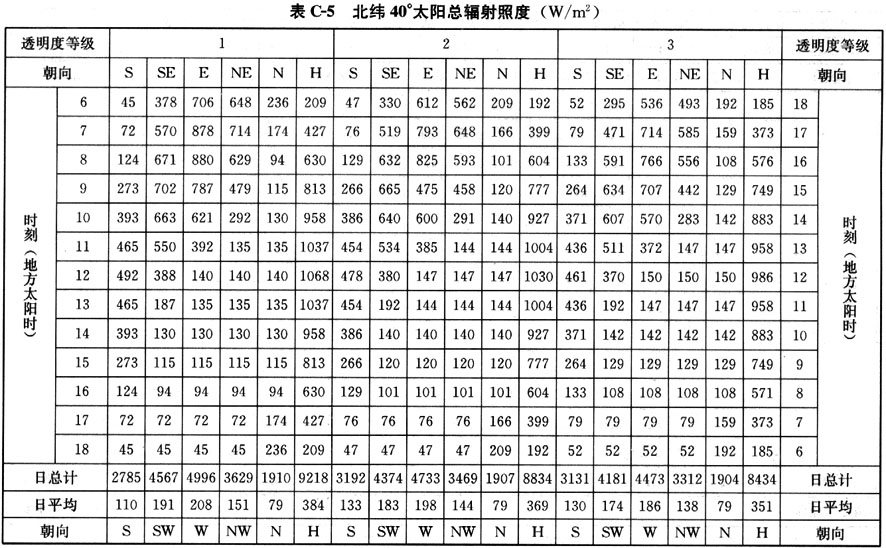 表 C-5 北纬 40°太阳总辐射照度（W/m²）
透明度等级 1 2 3 透明度等级
朝向 S SE E NE N H S SE E NE N H S SE E NE N H 朝向
时刻（地方太阳时） 时刻（地方太阳时）
6 45 378 706 648 236 209 47 330 612 562 209 192 52 295 536 493 192 185 18
7 72 570 878 714 174 427 76 519 793 648 166 399 79 471 714 585 159 373 17
8 124 671 880 629 94 630 129 632 825 593 101 604 133 591 766 556 108 576 16
9 273 702 787 479 115 813 266 665 475 458 120 777 264 634 707 442 129 749 15
10 393 663 621 292 130 958 386 640 600 291 140 927 371 607 570 283 142 883 14
11 465 550 392 135 135 1037 454 534 385 144 144 1004 436 511 372 147 147 958 13
12 492 388 140 140 140 1068 478 380 147 147 147 1030 461 370 150 150 150 986 12
13 465 187 135 135 135 1037 454 192 144 144 144 1004 436 192 147 147 147 958 11
14 393 130 130 130 130 958 386 140 140 140 140 927 371 142 142 142 142 883 10
15 273 115 115 115 115 813 266 120 120 120 120 777 264 129 129 129 129 749 9
16 124 94 94 94 94 630 129 101 101 101 101 604 133 108 108 108 108 571 8
17 72 72 72 72 174 427 76 76 76 76 166 399 79 79 79 79 159 373 7
18 45 45 45 45 236 209 47 47 47 47 209 192 52 52 52 52 192 185 6
日总计 2785 4567 4996 3629 1910 9218 3192 4374 4733 3469 1907 8834 3131 4181 4473 3312 1904 8434 日总计
日平均 110 191 208 151 79 384 133 183 198 144 79 369 130 174 186 138 79 351 日平均
朝向 S SW W NW N H S SW W NW N H S SW W NW N H 朝向